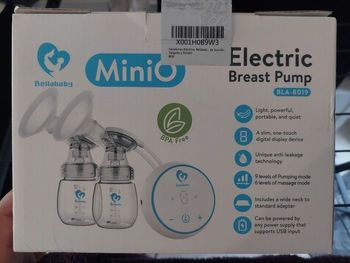 X001H0B9W3
Bellababy
MiniO
Electric
Breast Pump
BLA-8019
BPA Free
Light, powerful,
portable, and quiet
A slim, one-touch
digital display device
Unique anti-leakage
technology
9 levels of Pumping mode
6 levels of massage mode
Includes a wide neck to
standard adapter
Can be powered by
any power supply that
supports USB input
Bellababy